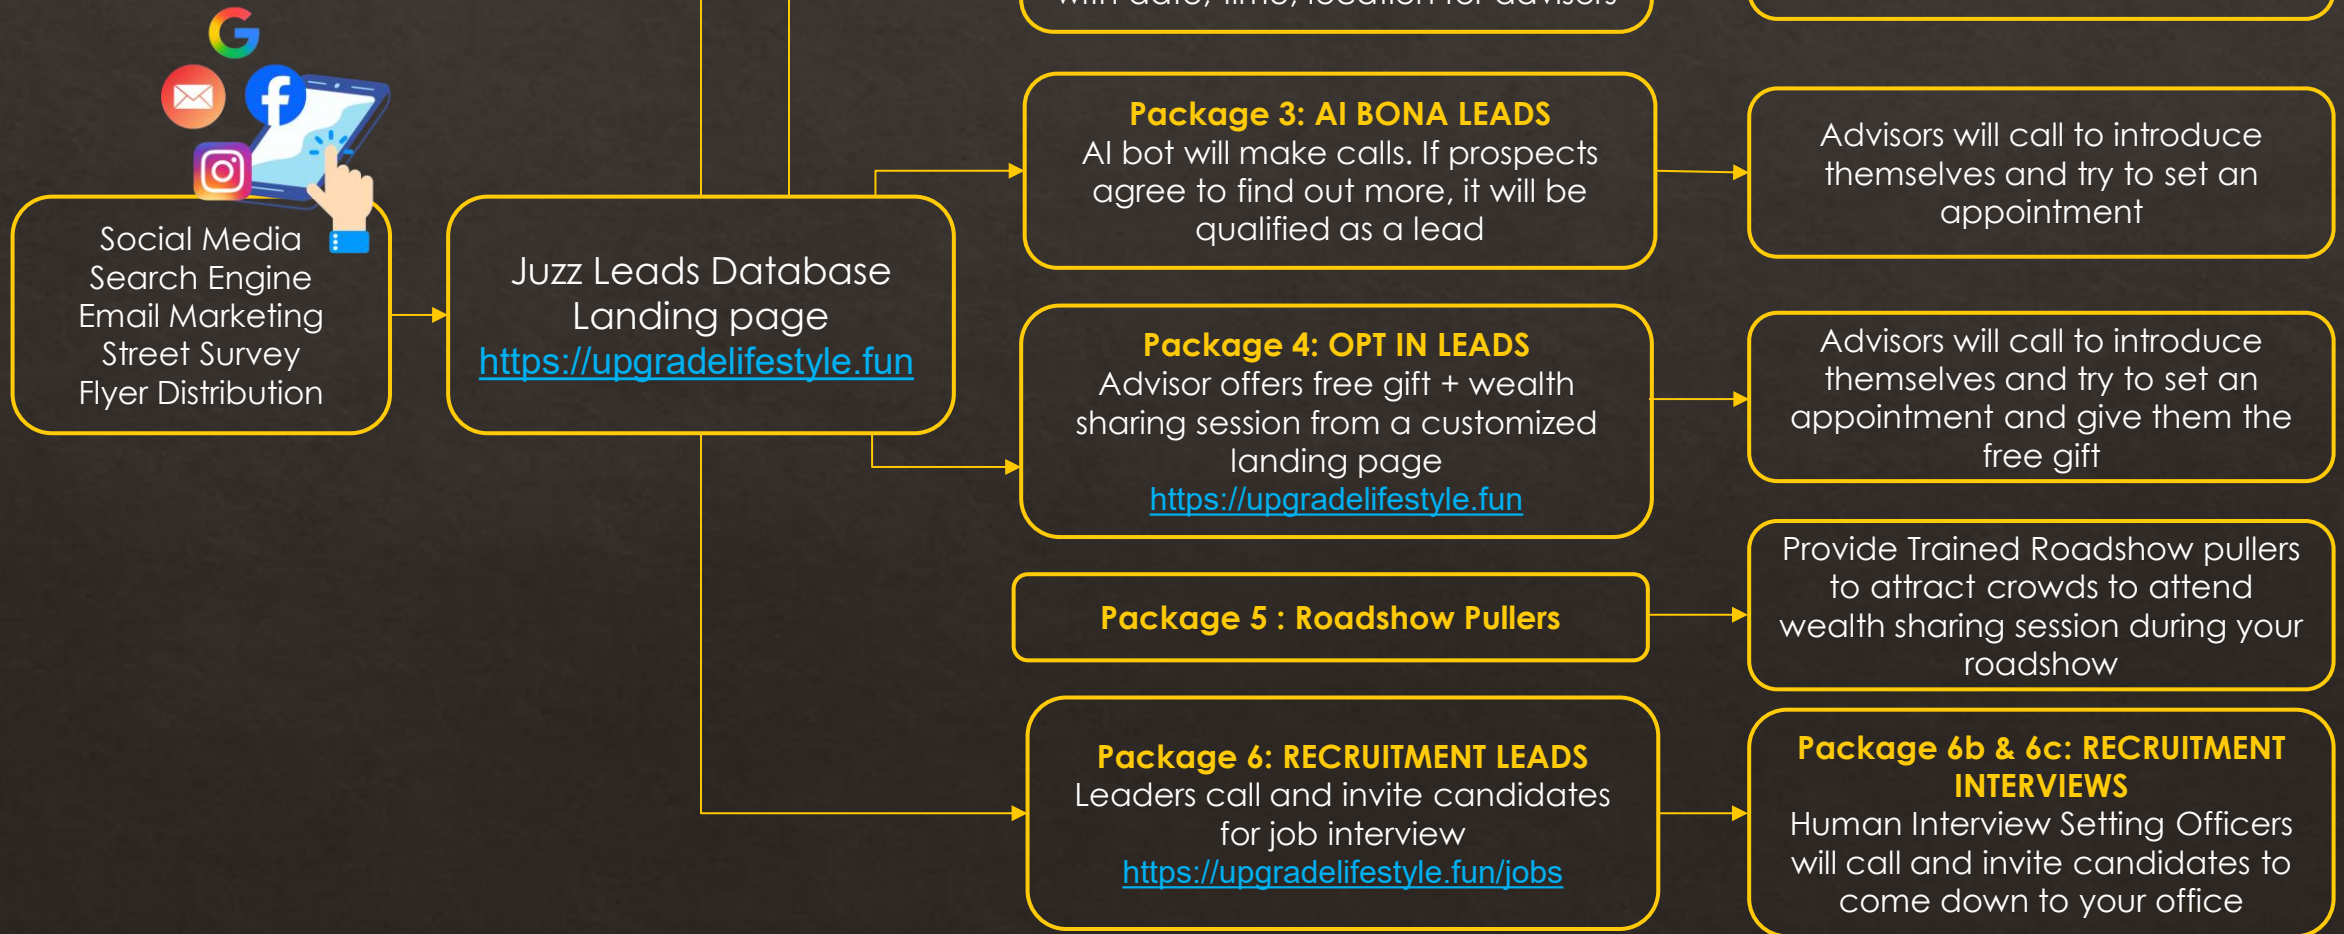 with date, time, location for advisors
Package 3: AI BONA LEADS
AI bot will make calls. If prospects
agree to find out more, it will be
qualified as a lead
Advisors will call to introduce
themselves and try to set an
appointment
Social Media
Search Engine
Email Marketing
Street Survey
Flyer Distribution
Juzz Leads Database
Landing page
https://upgradelifestyle.fun
Package 4: OPT IN LEADS
Advisor offers free gift + wealth
sharing session from a customized
landing page
https://upgradelifestyle.fun
Advisors will call to introduce
themselves and try to set an
appointment and give them the
free gift
Package 5 : Roadshow Pullers
Provide Trained Roadshow pullers
to attract crowds to attend
wealth sharing session during your
roadshow
Package 6: RECRUITMENT LEADS
Leaders call and invite candidates
for job interview
https://upgradelifestyle.fun/jobs
Package 6b & 6c: RECRUITMENT
INTERVIEWS
Human Interview Setting Officers
will call and invite candidates to
come down to your office